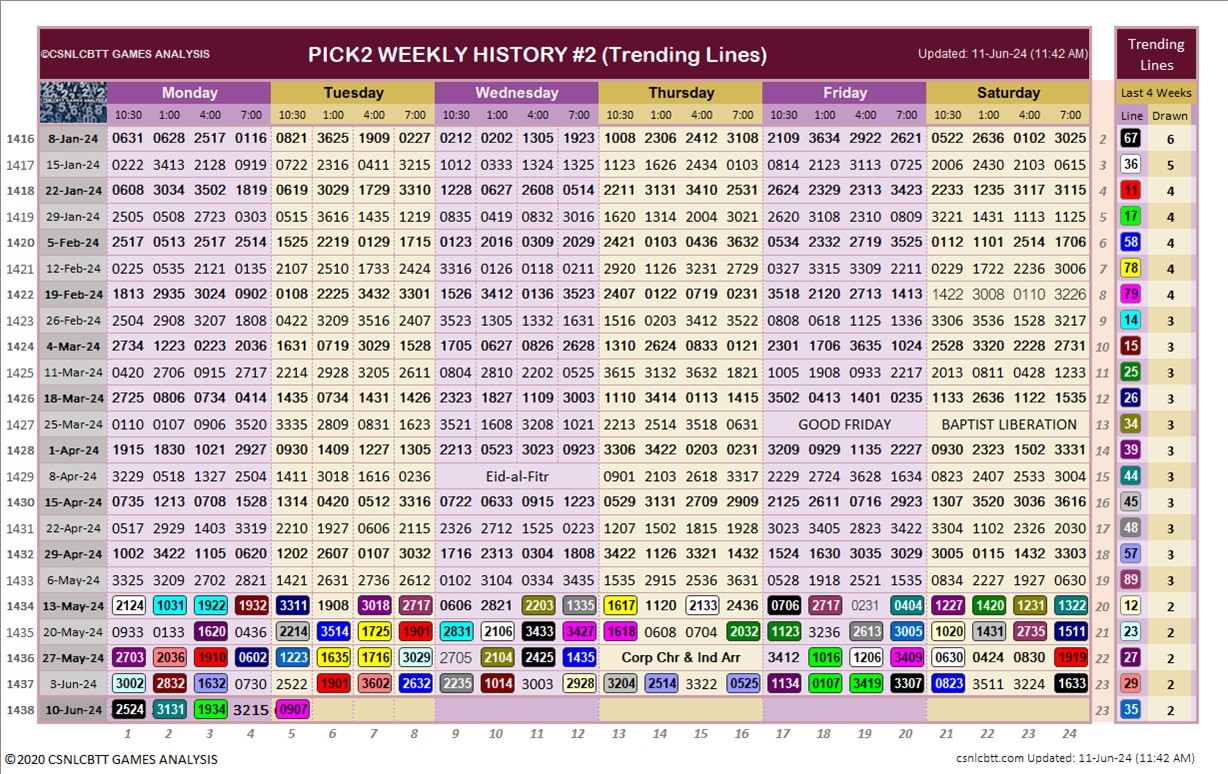 ©CSNLCBTT GAMES ANALYSIS PICK2 WEEKLY HISTORY #2 (Trending Lines) Updated: 11-Jun-24 (11:42 AM) Trending Lines
Monday Tuesday Wednesday Thursday Friday Saturday Last 4 Weeks
10:30 1:00 4:00 7:00 10:30 1:00 4:00 7:00 10:30 1:00 4:00 7:00 10:30 1:00 4:00 7:00 10:30 1:00 4:00 7:00 10:30 1:00 4:00 7:00 Line Drawn
1416 8-Jan-24 0631 0628 2517 0116 0821 3625 1909 0227 0212 0202 1305 1923 1008 2306 2412 3108 2109 3634 2922 2621 0522 2636 0102 3025 2 67 6
1417 15-Jan-24 0222 3413 2128 0919 0722 2316 0411 3215 1012 0333 1324 1325 1123 1626 2434 0103 0814 2123 3113 0725 2006 2430 2103 0615 3 36 5
1418 22-Jan-24 0608 3034 3502 1819 0619 3029 1729 3310 1228 0627 2608 0514 2211 3131 3410 2531 2624 2329 2313 3423 2233 1235 3117 3115 4 11 4
1419 29-Jan-24 2505 0508 2723 0303 0515 3616 1435 1219 0835 0419 0832 3016 1620 1314 2004 3021 2620 3108 2310 0809 3221 1431 1113 1125 5 17 4
1420 5-Feb-24 2517 0513 2517 2514 1525 2219 0129 1715 0123 2016 0309 2029 2421 0103 0436 3632 0534 2332 2719 3525 0112 1101 2514 1706 6 58 4
1421 12-Feb-24 0225 0535 2121 0135 2107 2510 1733 2424 3316 0126 0118 0211 2920 1126 3231 2729 0327 3315 3309 2211 0229 1722 2236 3006 7 78 4
1422 19-Feb-24 1813 2935 3024 0902 0108 2225 3432 3301 1526 3412 0136 3523 2407 0122 0719 0231 3518 2120 2713 1413 1422 3008 0110 3226 8 79 4
1423 26-Feb-24 2504 2908 3207 1808 0422 3209 3516 2407 3523 1305 1332 1631 1516 0203 3412 3522 0808 0618 1125 1336 3306 3536 1528 3217 9 14 3
1424 4-Mar-24 2734 1223 0223 2036 1631 0719 3029 1528 1705 0627 0826 2628 1310 2624 0833 0121 2301 1706 3635 1024 2528 3320 2228 2731 10 15 3
1425 11-Mar-24 0420 2706 0915 2717 2214 2928 3205 2611 0804 2810 2202 0525 3615 3132 3632 1821 1005 1908 0933 2217 2013 0811 0428 1233 11 25 3
1426 18-Mar-24 2725 0806 0734 0414 1435 0734 1431 1426 2323 1827 1109 3003 1110 3414 0113 1415 3502 0413 1401 0235 1133 2636 1122 1535 12 26 3
1427 25-Mar-24 0110 0107 0906 3520 3335 2809 0831 1623 3521 1608 3208 1021 2213 2514 3518 0631 GOOD FRIDAY BAPTIST LIBERATION 13 34 3
1428 1-Apr-24 1915 1830 1021 2927 0930 1409 1227 1305 2213 0521 3023 0923 3306 3422 0203 0231 3209 0929 1135 2227 0930 2323 1502 3331 14 39 3
1429 8-Apr-24 3229 0518 1327 2504 1411 3018 1616 0236 Eid-al-Fitr 0901 2103 2618 3317 2229 2724 3628 1634 0823 2407 2533 3004 15 44 3
1430 15-Apr-24 0735 1213 0708 1528 1314 0420 0512 3316 0722 0633 0915 1223 0529 3131 2709 2909 2125 2611 0716 2923 1307 3520 3036 3616 16 45 3
1431 22-Apr-24 0517 2929 1403 3319 2210 1927 0606 2115 2326 2712 1525 0223 1207 1502 1815 1928 3023 3405 2823 3422 3304 1102 2326 2030 17 48 3
1432 29-Apr-24 1002 3422 1105 0620 1202 2607 0107 3032 1716 2313 0304 1808 3422 1126 3321 1432 1524 1630 3035 3029 3005 0115 1432 3303 18 57 3
1433 6-May-24 3325 3209 2702 2821 1421 2631 2736 2612 0102 3104 0334 3435 1535 2915 2536 3631 0528 1918 2521 1535 0834 2227 1927 0630 19 89 3
1434 13-May-24 2124 1031 1922 1932 3311 1908 3018 2717 0606 2821 2203 1335 1617 1120 2133 2436 0706 2717 0231 0404 1227 1420 1231 1322 20 12 2
1435 20-May-24 0933 0133 1620 0436 2214 3514 1725 1901 2831 2106 3433 3427 1618 0608 0704 2032 1123 3236 2613 3005 1020 1431 2735 1511 21 23 2
1436 27-May-24 2703 2036 1910 0602 1223 1635 1716 3029 2705 2104 2425 1435 Corp Chr & Ind Arr 3412 1016 1206 3409 0630 0424 0830 1919 22 27 2
1437 3-Jun-24 3002 2832 1632 0730 2522 1901 3602 2632 2235 1014 3003 2928 3204 2514 3322 0525 1134 0107 3419 3307 0823 3511 3224 1633 23 29 2
1438 10-Jun-24 2524 3131 1934 3215 0907 23 35 2
1 2 3 4 5 6 7 8 9 10 11 12 13 14 15 16 17 18 19 20 21 22 23 24
©2020 CSNLCBTT GAMES ANALYSIS csnlcbtt.com Updated: 11-Jun-24 (11:42 AM)